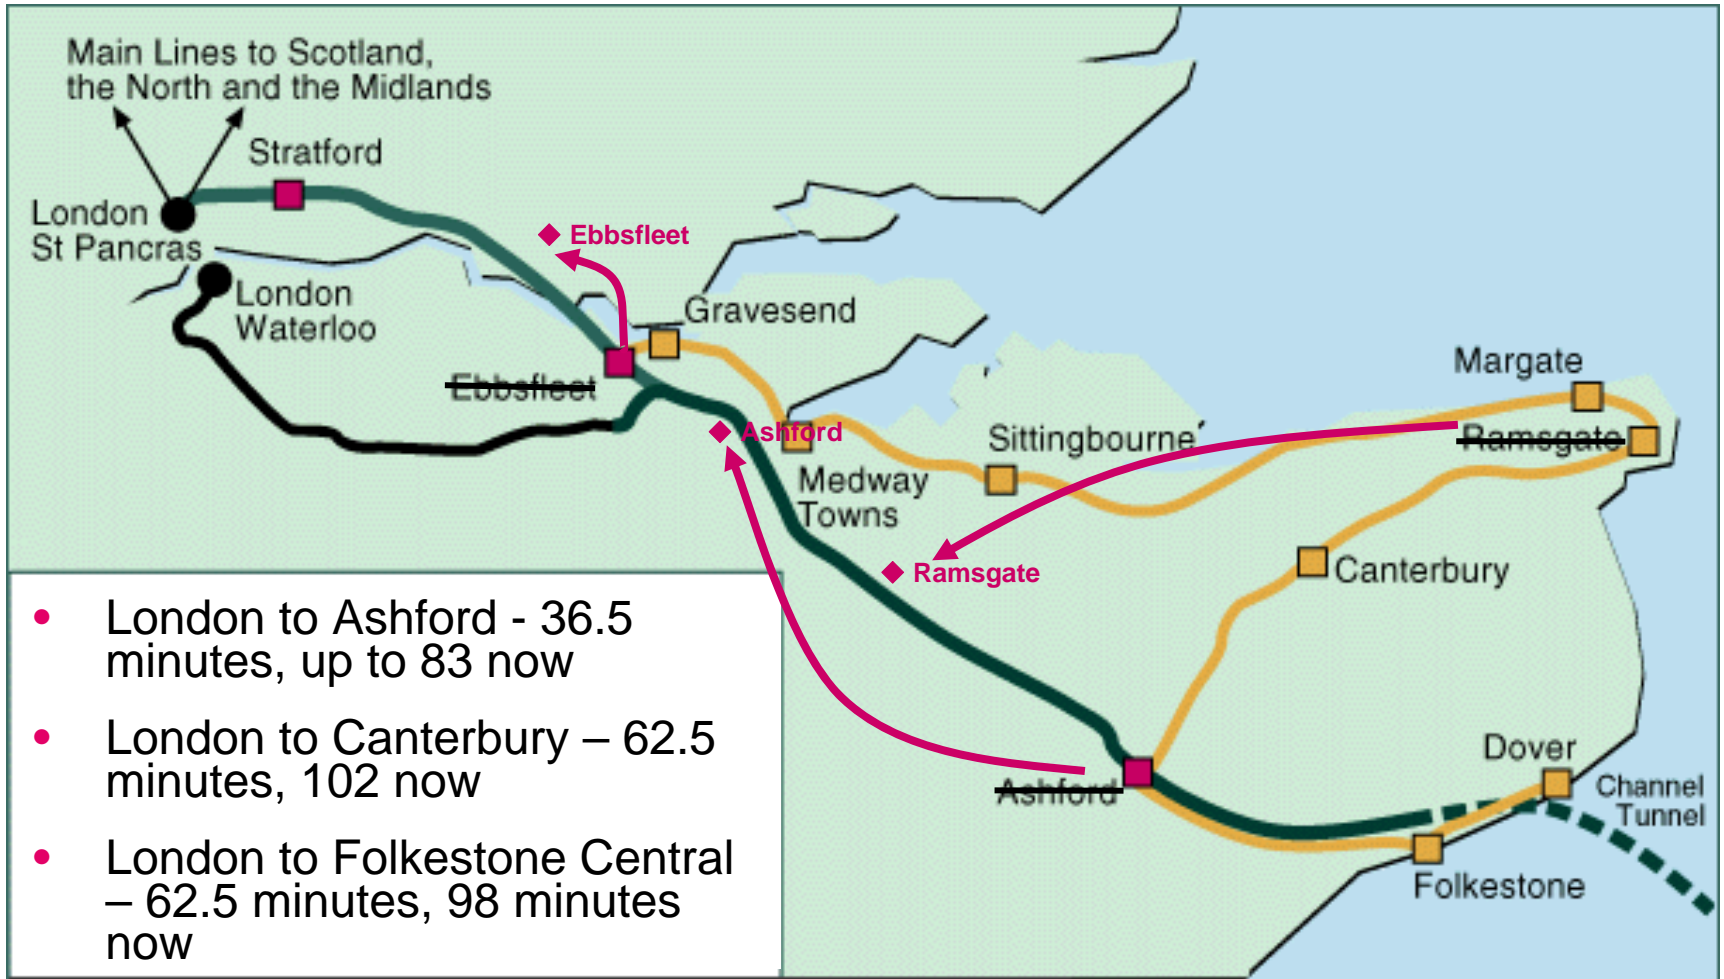 Main Lines to Scotland,
the North and the Midlands
Stratford
London
St Pancras
Ebbsfleet
London
Waterloo
Gravesend
Ebbsfleet
Margate
Ashford
Sittingbourne
Ramsgate
Medway
Towns
Ramsgate
Canterbury
Ashford
Dover
Channel
Tunnel
Folkestone
• London to Ashford - 36.5
minutes, up to 83 now
• London to Canterbury – 62.5
minutes, 102 now
• London to Folkestone Central
– 62.5 minutes, 98 minutes
now